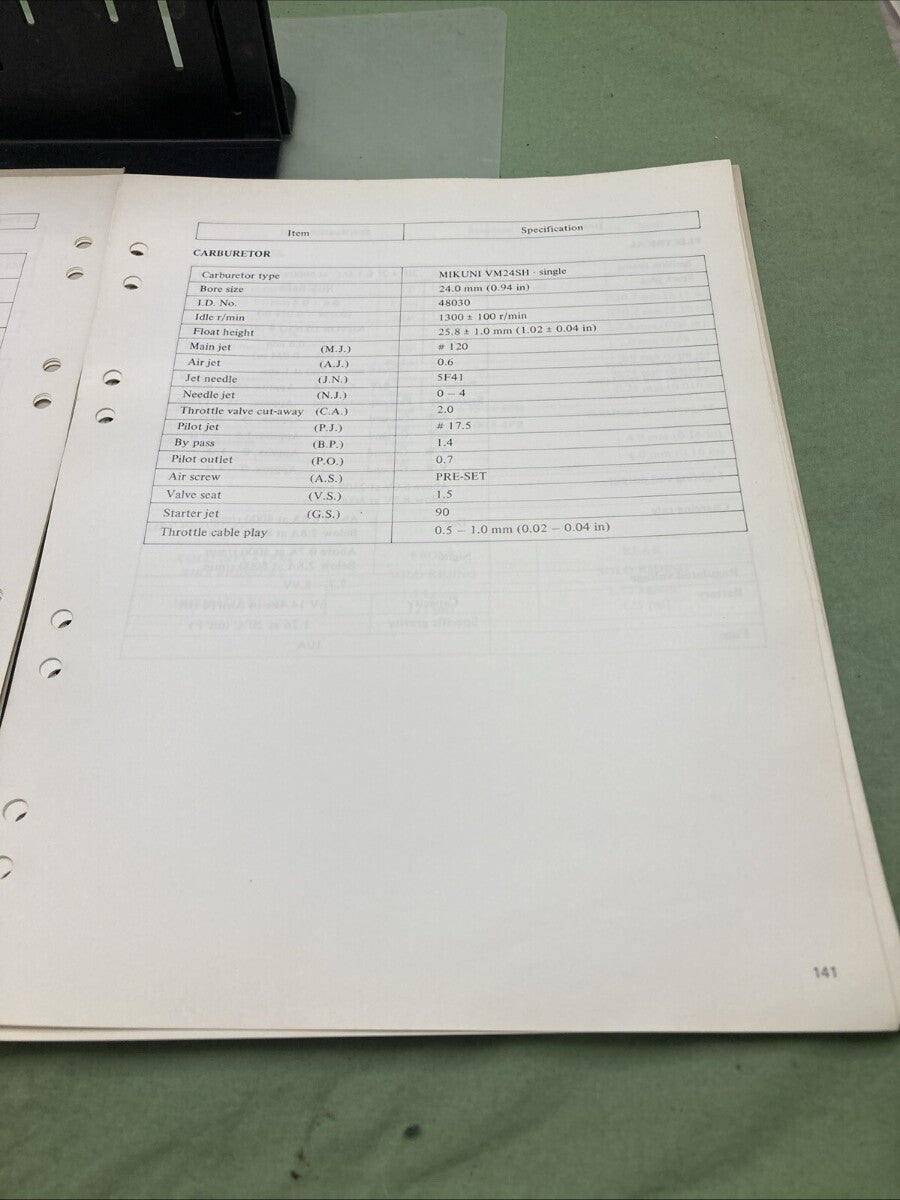 Item Specification
CARBURETOR
Carburetor type MIKUNI VM24SH - single
Bore size 24.0 mm (0.94 in)
I.D. No. 48030
Idle r/min 1300 ± 100 r/min
Float height 25.8 ± 1.0 mm (1.02 ± 0.04 in)
Main jet (M.J.) # 120
Air jet (A.J.) 0.6
Jet needle (J.N.) 5F41
Needle jet (N.J.) 0 – 4
Throttle valve cut-away (C.A.) 2.0
Pilot jet (P.J.) # 17.5
By pass (B.P.) 1.4
Pilot outlet (P.O.) 0.7
Air screw (A.S.) PRE-SET
Valve seat (V.S.) 1.5
Starter jet (G.S.) 90
Throttle cable play 0.5 – 1.0 mm (0.02 – 0.04 in)
141